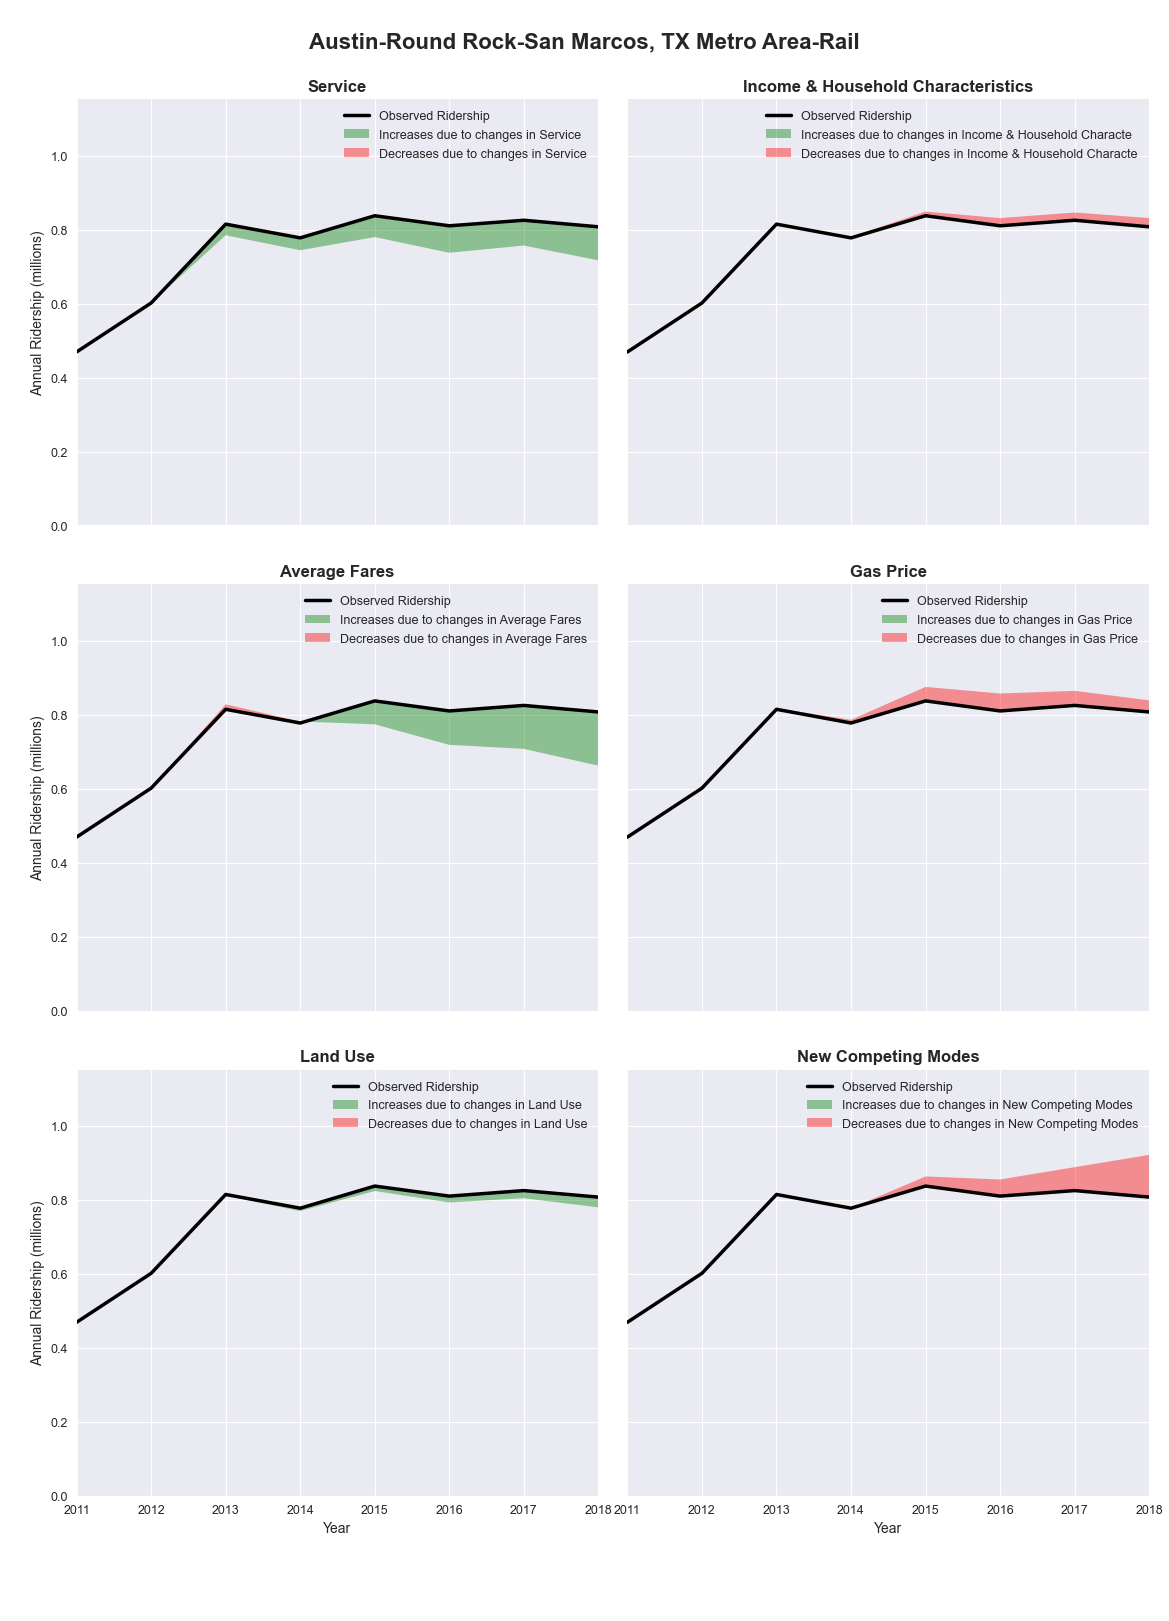 Austin-Round Rock-San Marcos, TX Metro Area-Rail
Service
Observed Ridership
Increases due to changes in Service
Decreases due to changes in Service
1.0
0.8
0.6
0.4
0.2
0.0
Annual Ridership (millions)
Income & Household Characteristics
Observed Ridership
Increases due to changes in Income & Household Characte
Decreases due to changes in Income & Household Characte
Average Fares
Observed Ridership
Increases due to changes in Average Fares
Decreases due to changes in Average Fares
1.0
0.8
0.6
0.4
0.2
0.0
Annual Ridership (millions)
Gas Price
Observed Ridership
Increases due to changes in Gas Price
Decreases due to changes in Gas Price
Land Use
Observed Ridership
Increases due to changes in Land Use
Decreases due to changes in Land Use
1.0
0.8
0.6
0.4
0.2
0.0
Annual Ridership (millions)
2011 2012 2013 2014 2015 2016 2017 2018
Year
New Competing Modes
Observed Ridership
Increases due to changes in New Competing Modes
Decreases due to changes in New Competing Modes
2011 2012 2013 2014 2015 2016 2017 2018
Year